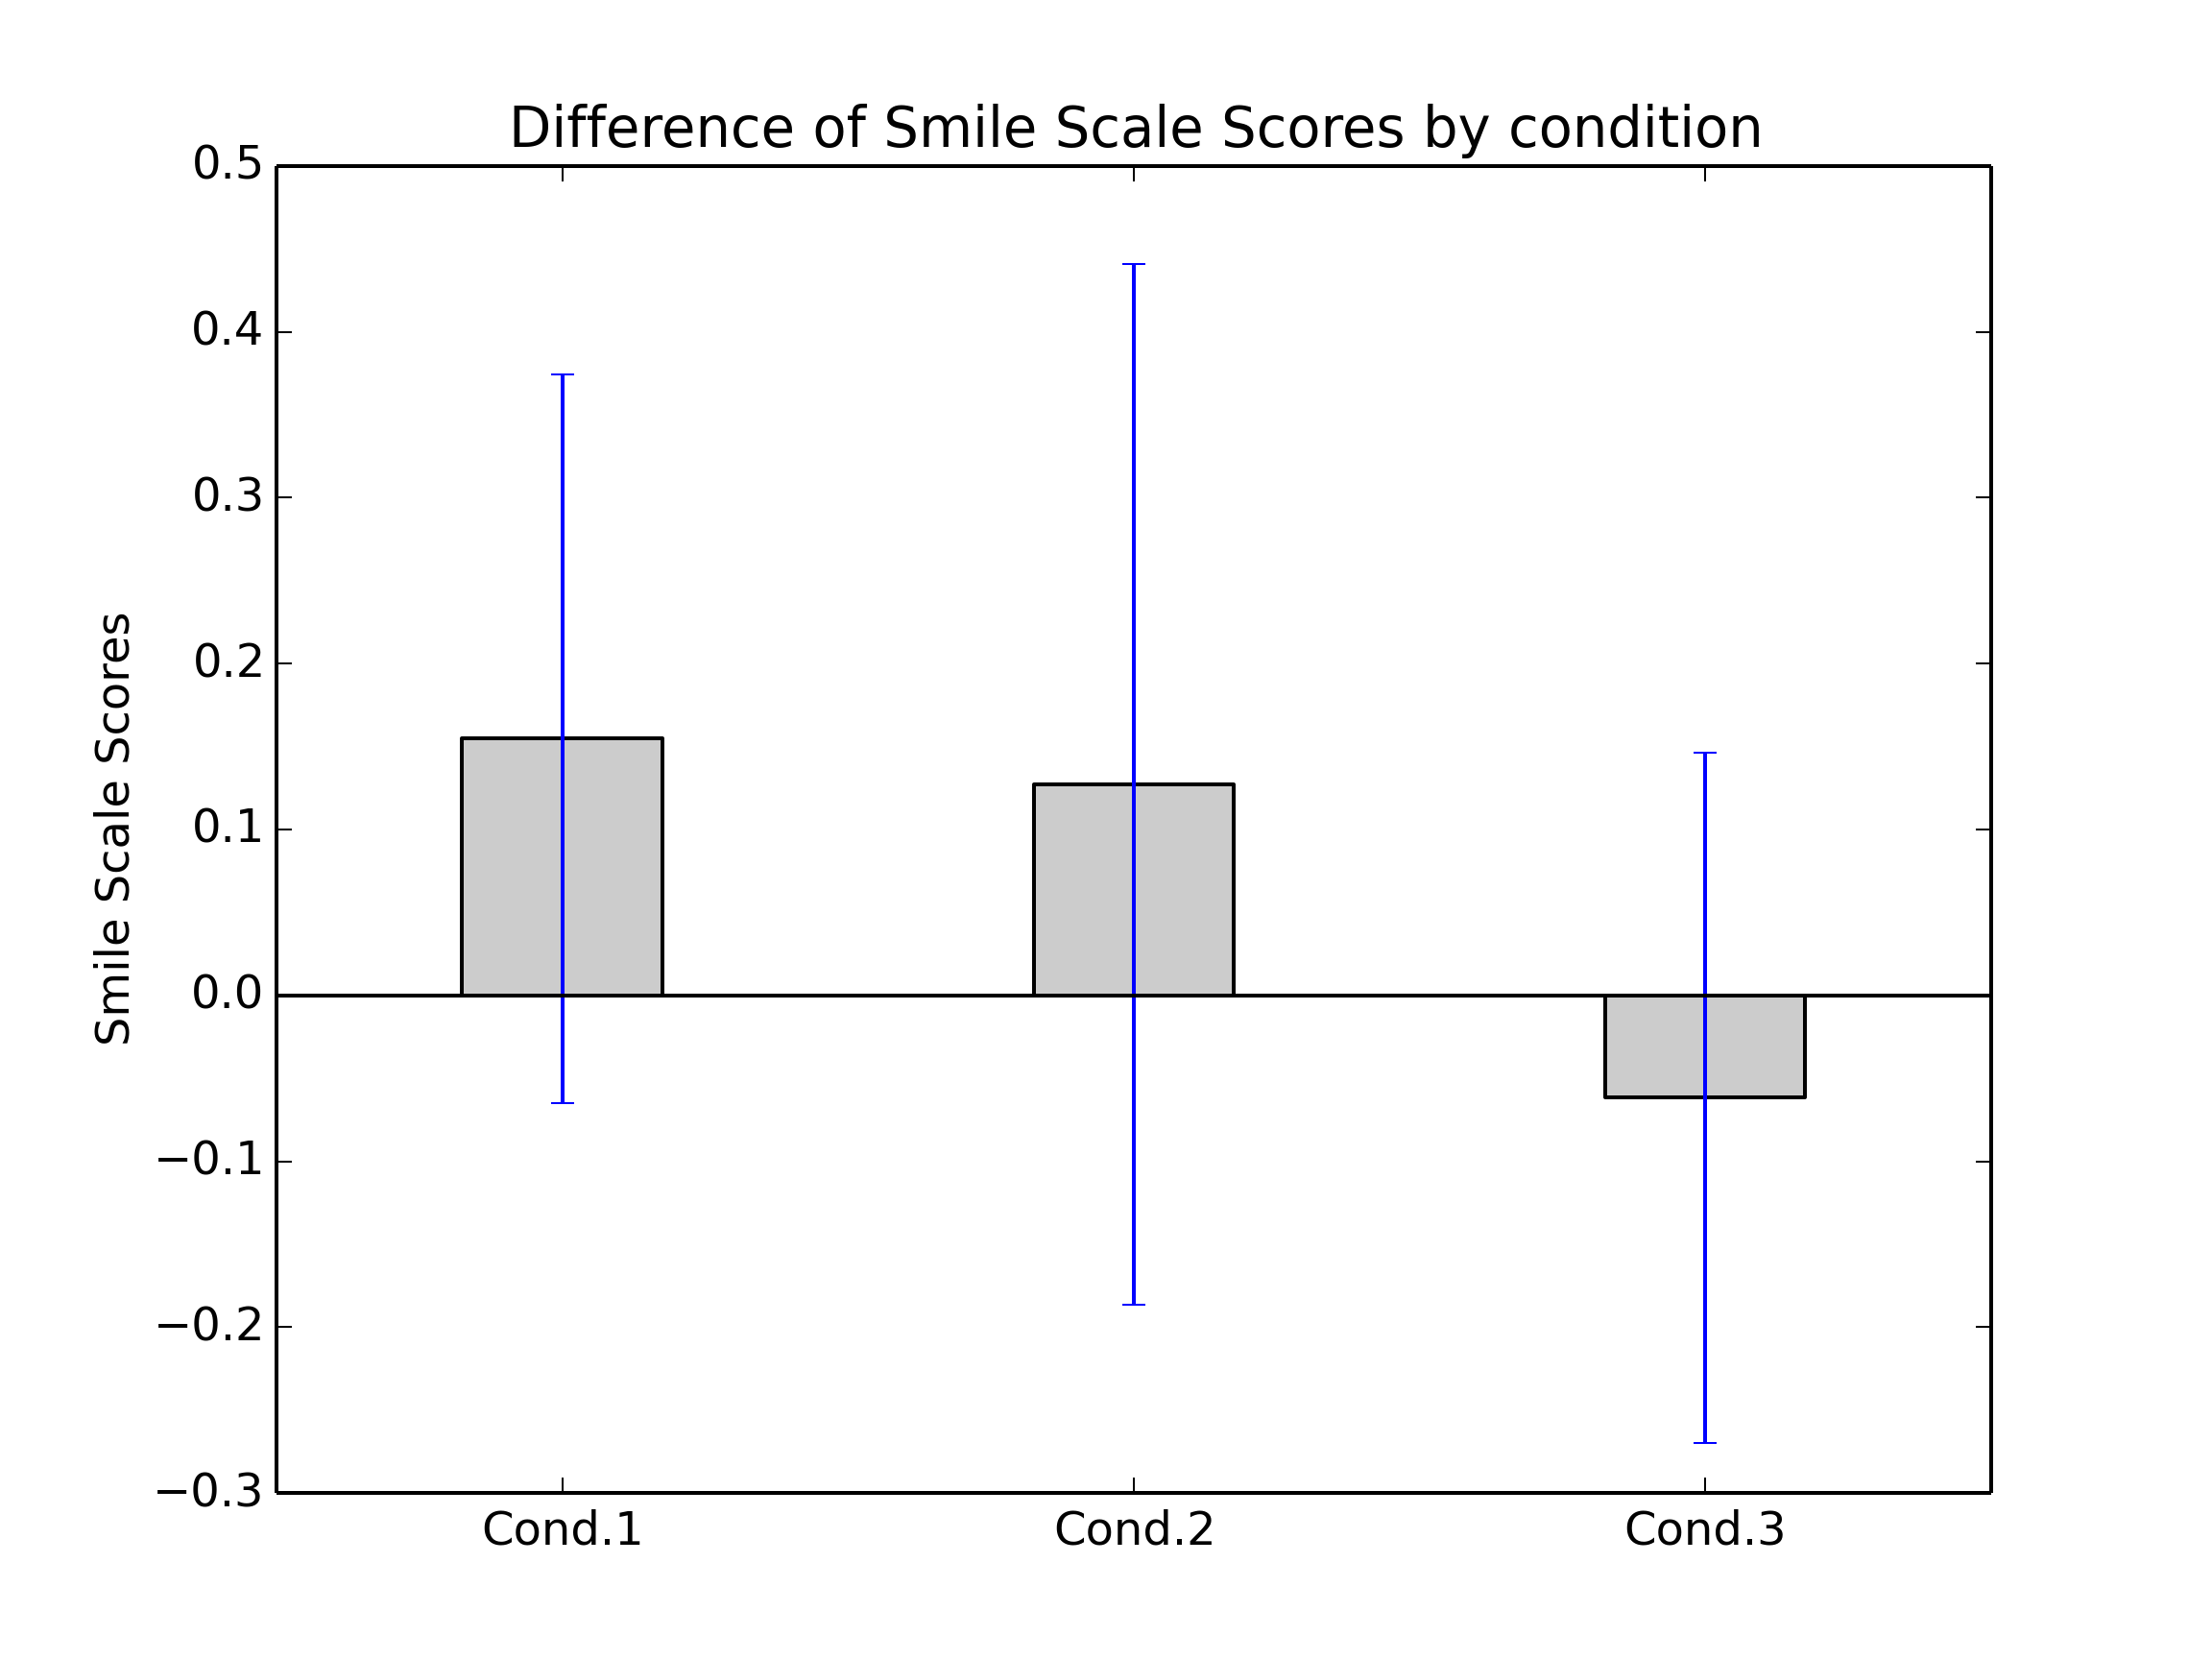 Difference of Smile Scale Scores by condition
0.5
0.4
0.3
0.2
0.1
0.0
−0.1
−0.2
−0.3
Smile Scale Scores
Cond.1
Cond.2
Cond.3